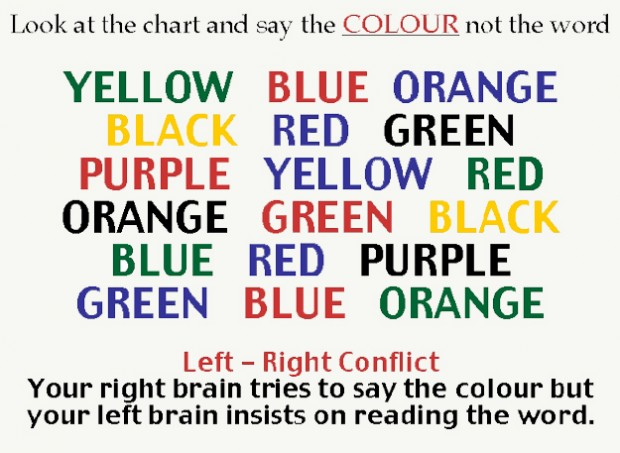 Look at the chart and say the COLOUR not the word
YELLOW BLUE ORANGE
BLACK RED GREEN
PURPLE YELLOW RED
ORANGE GREEN BLACK
BLUE RED PURPLE
GREEN BLUE ORANGE
Left – Right Conflict
Your right brain tries to say the colour but
your left brain insists on reading the word.